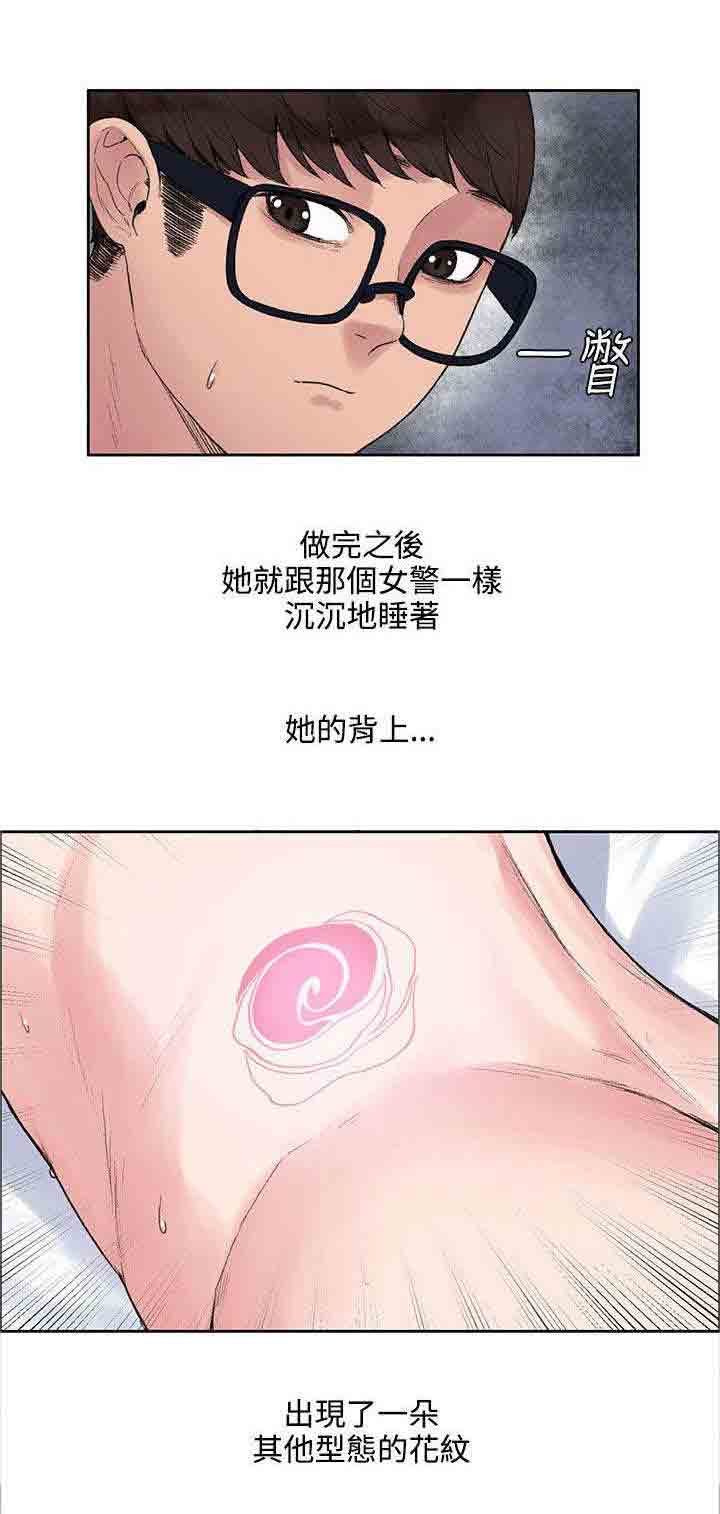 一瞥
做完之後
她就跟那個女警一樣
沉沉地睡著
她的背上...
出現了一朵
其他型態的花紋